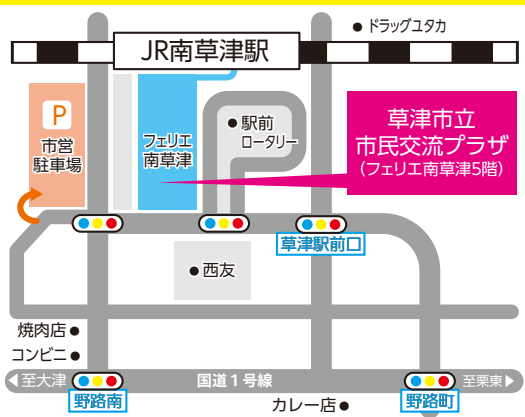 ドラッグユタカ
JR南草津駅
P
市営
駐車場
フェリエ
南草津
駅前
ロータリー
草津市立
市民交流プラザ
(フェリエ南草津5階)
草津駅前口
西友
焼肉店
コンビニ
至大津
国道1号線
至栗東
野路南
野路町
カレー店